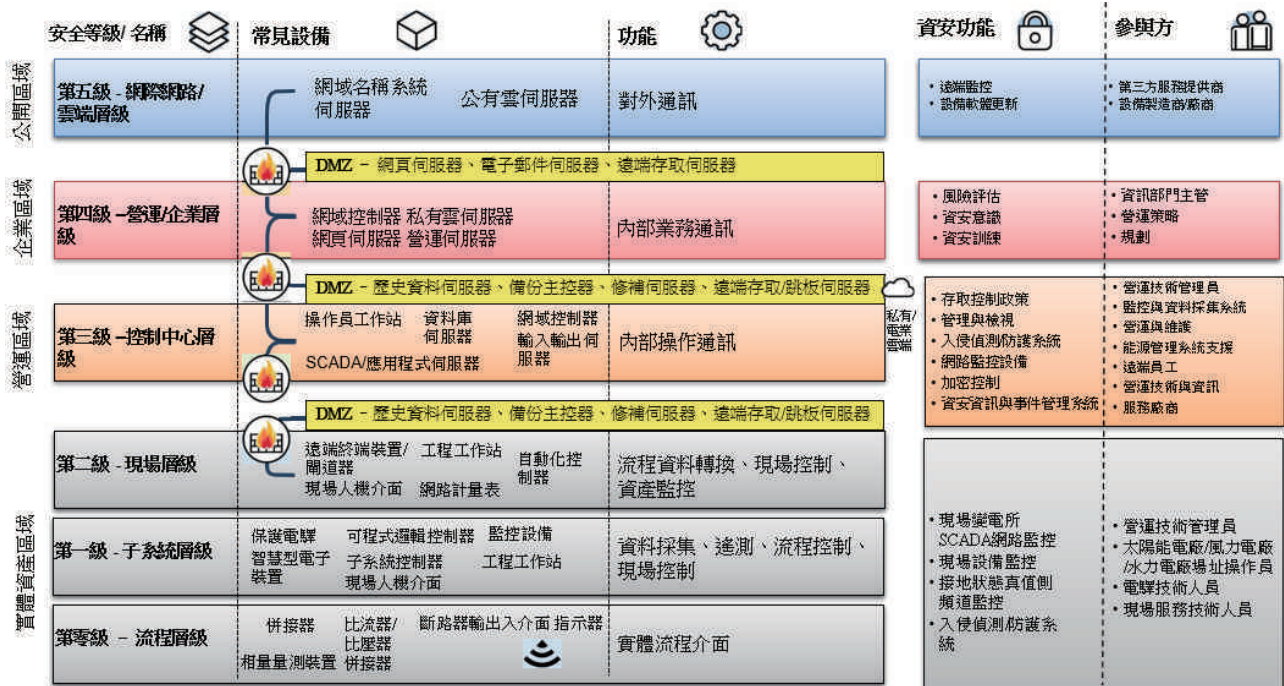 安全等級/ 名稱
常見設備
功能
資安功能
參與方
公開區域
第五級 - 網際網路/
雲端層級
網域名稱系統
伺服器
公有雲伺服器
對外通訊
• 遠端監控
• 設備軟體更新
• 第三方服務提供商
• 設備製造商/廠商
DMZ - 網頁伺服器、電子郵件伺服器、遠端存取伺服器
企業區域
第四級 -營運/企業層
級
網域控制器 私有雲伺服器
網頁伺服器 營運伺服器
內部業務通訊
• 風險評估
• 資安意識
• 資安訓練
• 資訊部門主管
• 營運策略
• 規劃
DMZ - 歷史資料伺服器、備份主控器、修補伺服器、遠端存取/跳板伺服器
私有/
營運區域
第三級 -控制中心層
級
操作員工作站
資料庫
伺服器
網域控制器
輸入輸出伺
服器
SCADA/應用程式伺服器
內部操作通訊
• 存取控制政策
• 管理與檢視
• 入侵偵測/防護系統
• 網路監控設備
• 加密控制
• 資安資訊與事件管理系統
• 營運技術管理員
• 監控與資料採集系統
• 營運與維護
• 能源管理系統支援
• 遠端員工
• 營運技術與資訊
• 服務廠商
DMZ - 歷史資料伺服器、備份主控器、修補伺服器、遠端存取/跳板伺服器
實體資產區域
第二級 - 現場層級
遠端終端裝置/
閘道器
工程工作站
自動化控
制器
現場人機介面
網路計量表
流程資料轉換、現場控制、
資產監控
第一級 - 子系統層級
保護電驛
可程式邏輯控制器
監控設備
智慧型電子
裝置
子系統控制器
工程工作站
現場人機介面
資料採集、遙測、流程控制、
現場控制
第零級 - 流程層級
併接器
比流器/
比壓器
併接器
斷路器輸出入介面
指示器
相量量測裝置
實體流程介面
• 現場變電所
SCADA網路監控
• 現場設備監控
• 接地狀態真值側
頻道監控
• 入侵偵測/防護系
統
• 營運技術管理員
• 太陽能電廠/風力電廠
/水力電廠場址操作員
• 電驛技術人員
• 現場服務技術人員